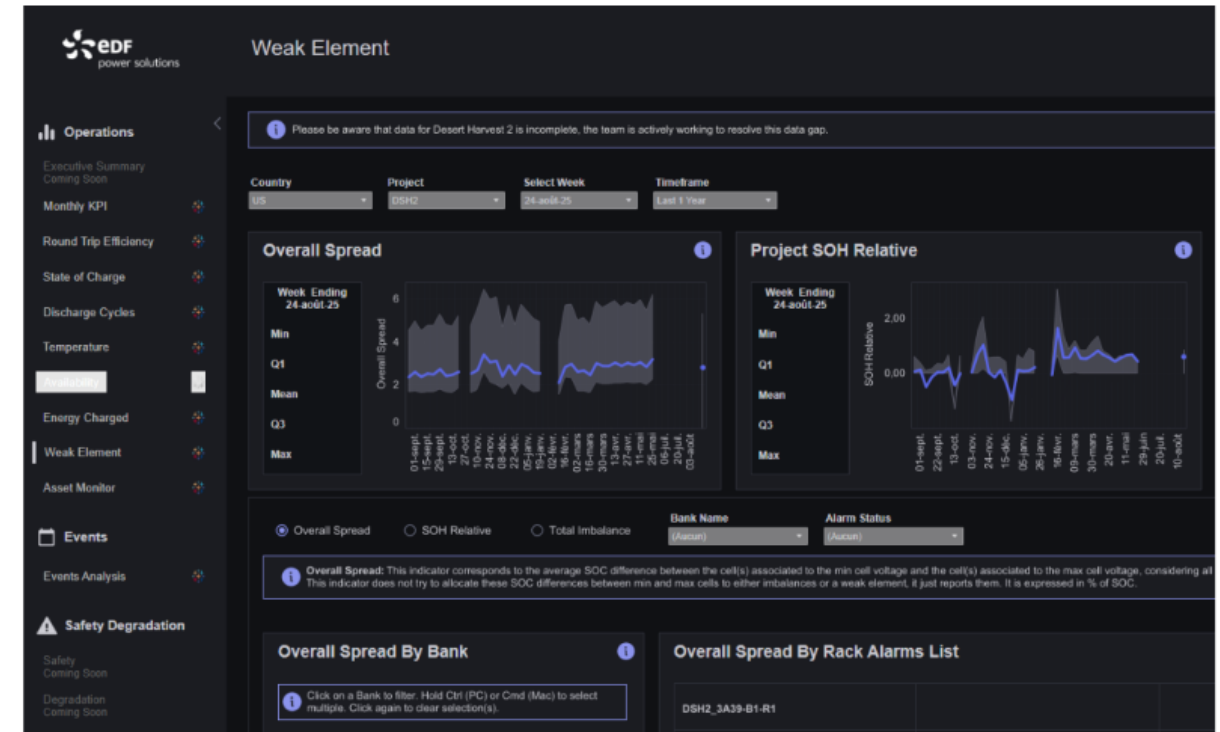 edf
power solutions
Weak Element
Operations
Please be aware that data for Desert Harvest 2 is incomplete, the team is actively working to resolve this data gap.
Executive Summary
Coming Soon
Monthly KPI
Round Trip Efficiency
State of Charge
Discharge Cycles
Temperature
Availability
Energy Charged
Weak Element
Asset Monitor
Events
Events Analysis
Safety Degradation
Safety
Coming Soon
Degradation
Coming Soon
Country
Project
Select Week
Timeframe
US
DSH2
24-août-25
Last 1 Year
Overall Spread
Week Ending
24-août-25
Min
Q1
Mean
Q3
Max
Overall Spread
6
4
2
0
01-sept.
15-sept.
29-sept.
13-oct.
27-oct.
10-nov.
24-nov.
08-déc.
22-déc.
05-janv.
19-janv.
02-févr.
16-févr.
02-mars
16-mars
30-mars
13-avr.
27-avr.
11-mai
25-mai
06-juil.
20-juil.
03-août
Project SOH Relative
Week Ending
24-août-25
Min
Q1
Mean
Q3
Max
SOH Relative
2,00
0,00
01-sept.
22-sept.
13-oct.
03-nov.
24-nov.
15-déc.
05-janv.
26-janv.
16-févr.
09-mars
30-mars
20-avr.
11-mai
29-juin
20-juil.
10-août
Overall Spread
SOH Relative
Total Imbalance
Bank Name
(Aucun)
Alarm Status
(Aucun)
Overall Spread: This indicator corresponds to the average SOC difference between the cell(s) associated to the min cell voltage and the cell(s) associated to the max cell voltage, considering all
This indicator does not try to allocate these SOC differences between min and max cells to either imbalances or a weak element, it just reports them. It is expressed in % of SOC.
Overall Spread By Bank
Click on a Bank to filter. Hold Ctrl (PC) or Cmd (Mac) to select
multiple. Click again to clear selection(s).
Overall Spread By Rack Alarms List
DSH2_3A39-B1-R1